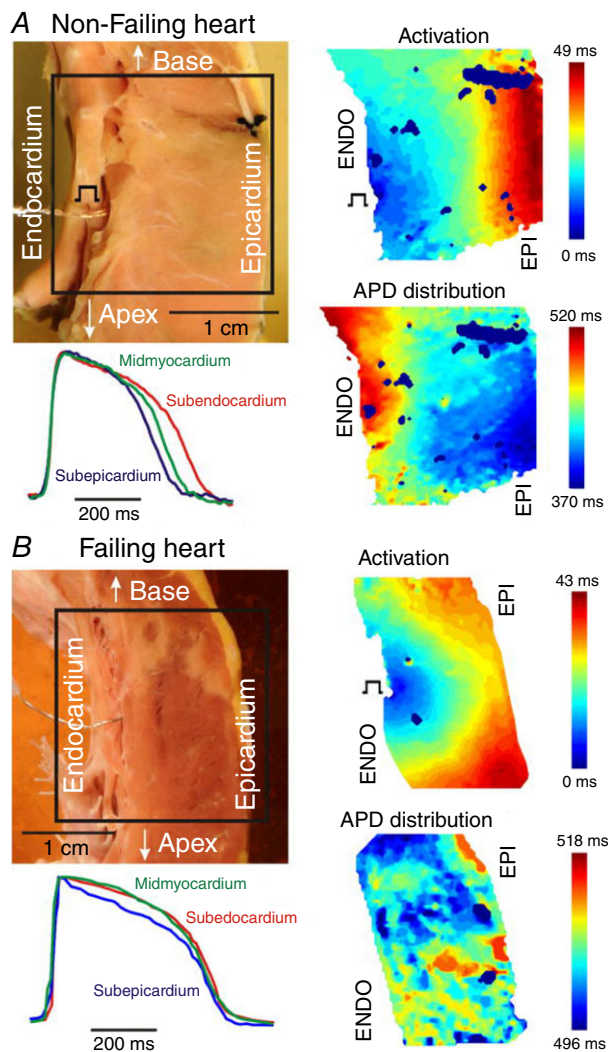 A Non-Failing heart
Base
Endocardium
Epicardium
Apex
1 cm
Activation
ENDO
EPI
49 ms
0 ms
Midmyocardium
Subendocardium
Subepicardium
200 ms
APD distribution
ENDO
EPI
520 ms
370 ms
B Failing heart
Base
Endocardium
Epicardium
Apex
1 cm
Activation
EPI
ENDO
43 ms
0 ms
Midmyocardium
Subedocardium
Subepicardium
200 ms
APD distribution
EPI
ENDO
518 ms
496 ms